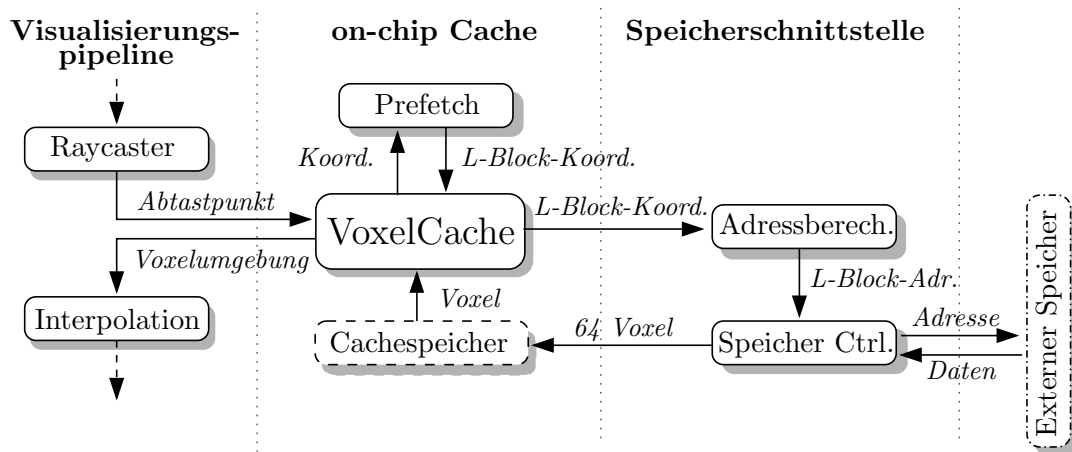 Visualisierungs-
pipeline
on-chip Cache
Speicherschnittstelle
Prefetch
Raycaster
Koord.
L-Block-Koord.
Abtastpunkt
VoxelCache
L-Block-Koord.
Adressberech.
Voxelumgebung
L-Block-Adr.
Interpolation
Voxel
Cachespeicher
64 Voxel
Speicher Ctrl.
Adresse
Daten
Externer Speicher